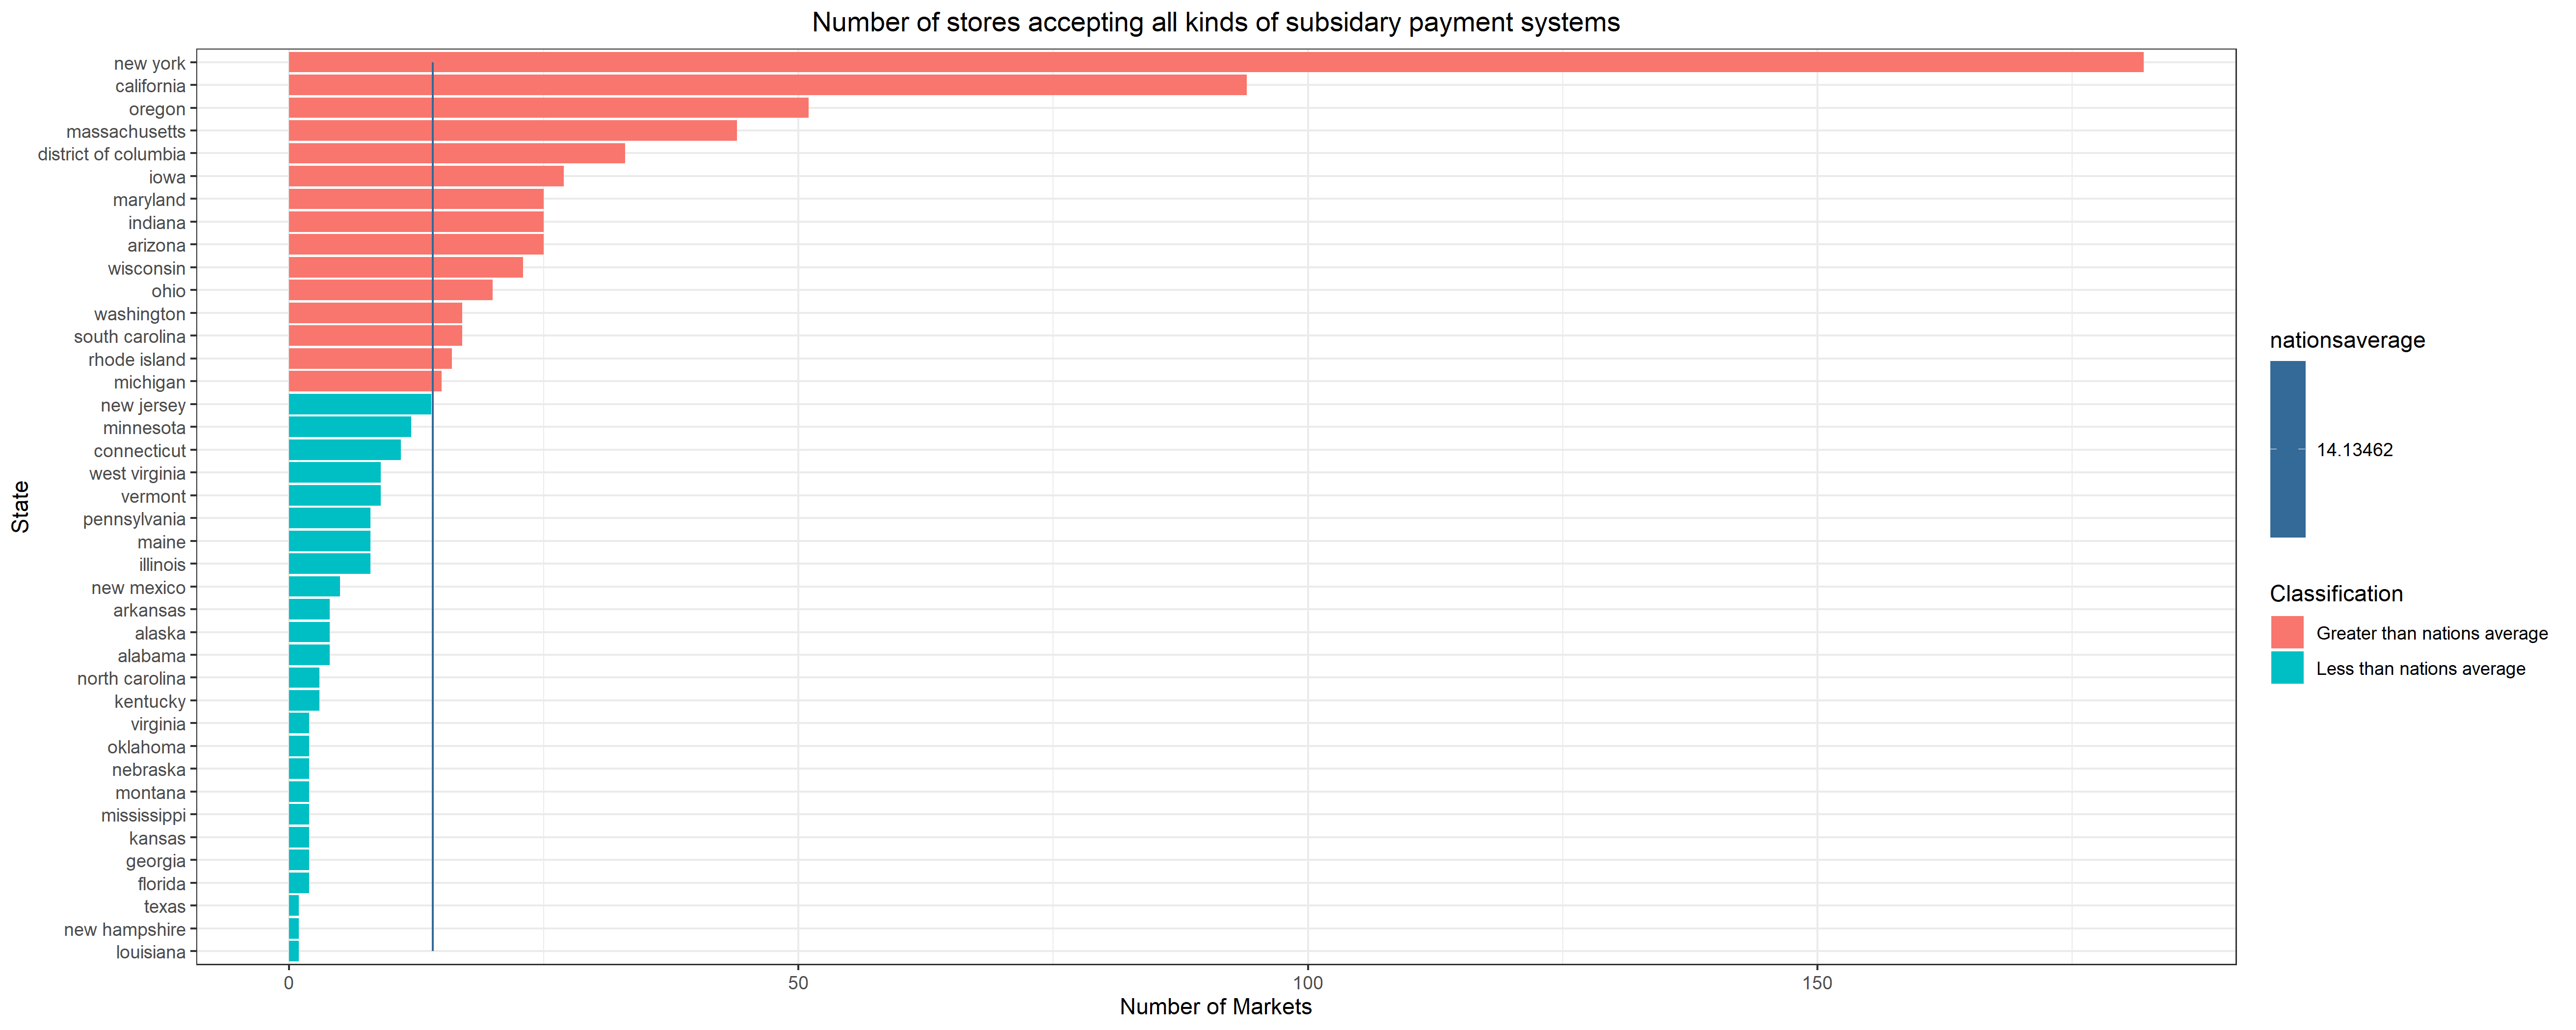 Number of stores accepting all kinds of subsidary payment systems
State
new york
california
oregon
massachusetts
district of columbia
iowa
maryland
indiana
arizona
wisconsin
ohio
washington
south carolina
rhode island
michigan
new jersey
minnesota
connecticut
west virginia
vermont
pennsylvania
maine
illinois
new mexico
arkansas
alaska
alabama
north carolina
kentucky
virginia
oklahoma
nebraska
montana
mississippi
kansas
georgia
florida
texas
new hampshire
louisiana
0 50 100 150
Number of Markets
nationsaverage
14.13462
Classification
Greater than nations average
Less than nations average